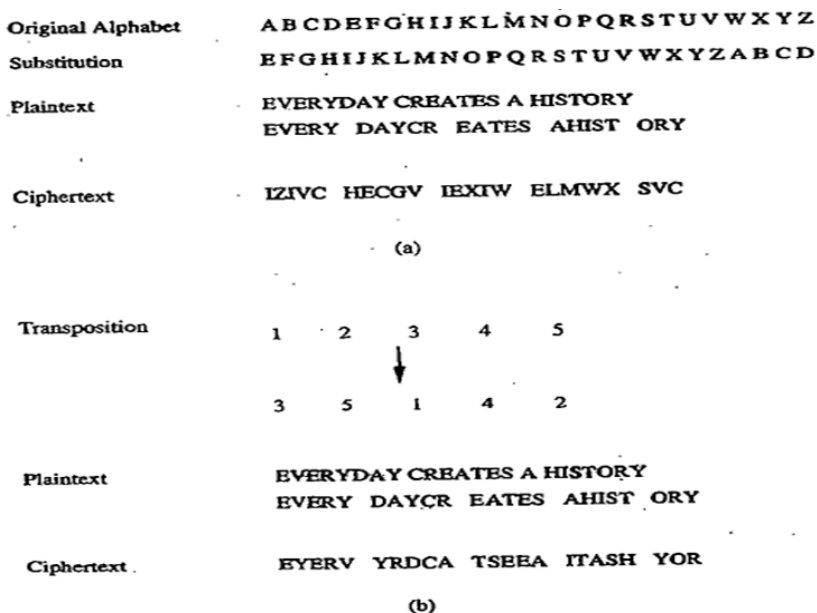 Original Alphabet A B C D E F G H I J K L M N O P Q R S T U V W X Y Z
Substitution E F G H I J K L M N O P Q R S T U V W X Y Z A B C D
Plaintext EVERYDAY CREATES A HISTORY
EVERY DAYCR EATES AHIST ORY
Ciphertext IZIVC HECGV IEXIW ELMWX SVC
(a)
Transposition 1 2 3 4 5
3 5 1 4 2
Plaintext EVERYDAY CREATES A HISTORY
EVERY DAYCR EATES AHIST ORY
Ciphertext EYERV YRDCA TSEEA ITASH YOR
(b)